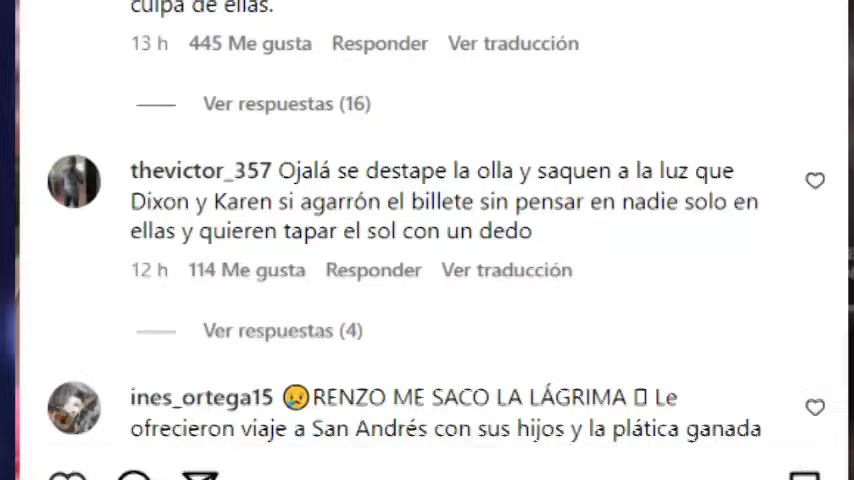 culpa de ellas.
13 h 445 Me gusta Responder Ver traducción
Ver respuestas (16)
thevictor_357 Ojalá se destape la olla y saquen a la luz que
Dixon y Karen si agarrón el billete sin pensar en nadie solo en
ellas y quieren tapar el sol con un dedo
12 h 114 Me gusta Responder Ver traducción
Ver respuestas (4)
ines_ortega15 😥RENZO ME SACO LA LÁGRIMA ▯ Le
ofrecieron viaje a San Andrés con sus hijos y la plática ganada